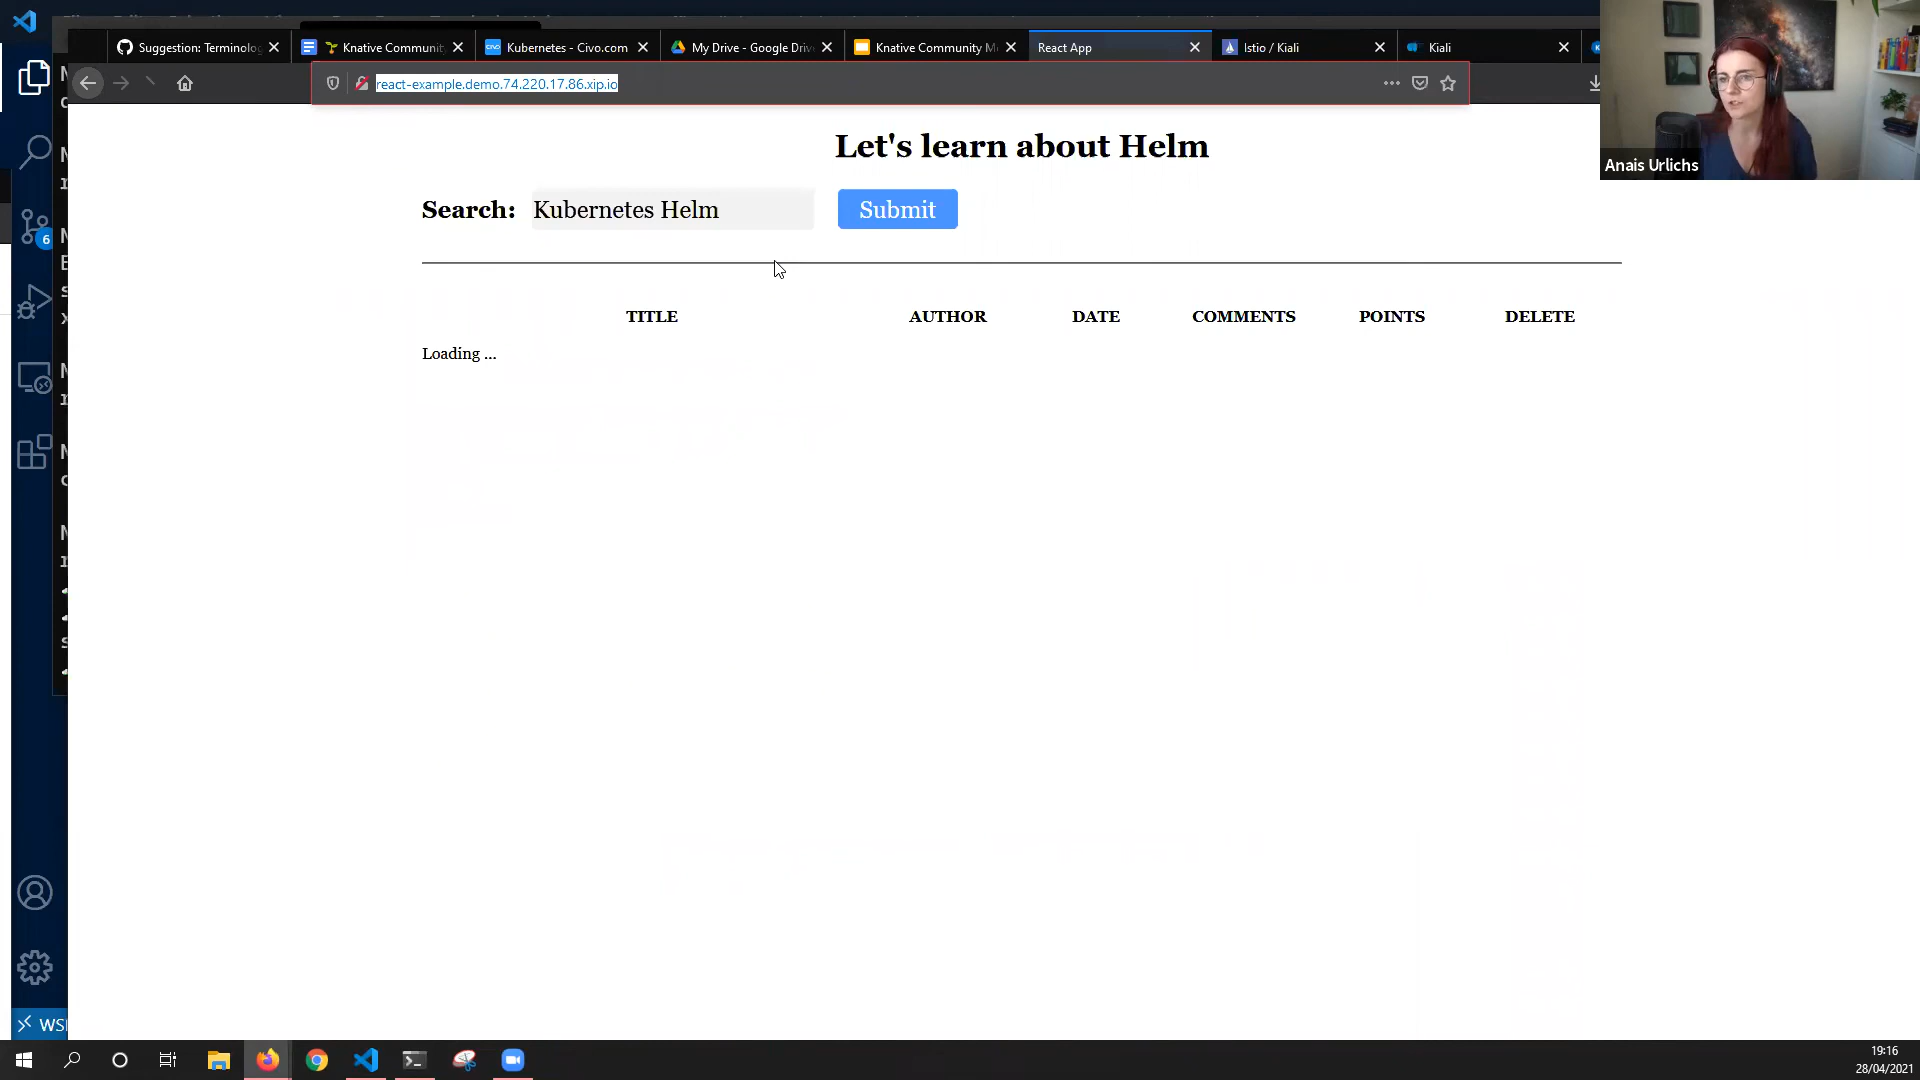 Suggestion: Terminolog
Knative Communit
Kubernetes - Civo.com
My Drive - Google Driv
Knative Community M
React App
Istio / Kiali
Kiali
react-example.demo.74.220.17.86.xip.io
Anais Urlichs
Let's learn about Helm
Search: Kubernetes Helm Submit
TITLE AUTHOR DATE COMMENTS POINTS DELETE
Loading ...
6
WSL
19:16
28/04/2021